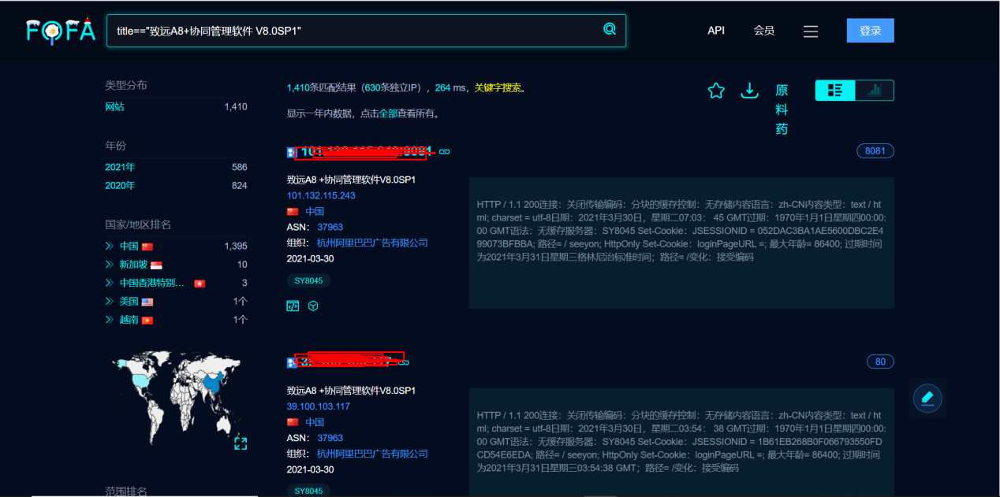 FOFA
title=="致远A8+协同管理软件 V8.0SP1"
API
会员
登录
类型分布
网站 1,410
年份
2021年 586
2020年 824
国家/地区排名
中国 1,395
新加坡 10
中国香港特别... 3
美国 1个
越南 1个
范围排名
1,410条匹配结果（630条独立IP），264 ms，关键字搜索。
显示一年内数据，点击全部查看所有。
原
料
药
8081
致远A8 +协同管理软件V8.0SP1
101.132.115.243
中国
ASN： 37963
组织： 杭州阿里巴巴广告有限公司
2021-03-30
SY8045
HTTP / 1.1 200连接：关闭传输编码：分块的缓存控制：无存储内容语言：zh-CN内容类型：text / ht
ml; charset = utf-8日期：2021年3月30日，星期二07:03： 45 GMT过期：1970年1月1日星期四00:00:
00 GMT语法：无缓存服务器：SY8045 Set-Cookie：JSESSIONID = 052DAC3BA1AE5600DBC2E4
99073BFBBA; 路径= / seeyon; HttpOnly Set-Cookie：loginPageURL =; 最大年龄= 86400; 过期时间
为2021年3月31日星期三格林尼治标准时间；路径= /变化：接受编码
80
致远A8 +协同管理软件V8.0SP1
39.100.103.117
中国
ASN： 37963
组织： 杭州阿里巴巴广告有限公司
2021-03-30
SY8045
HTTP / 1.1 200连接：关闭传输编码：分块的缓存控制：无存储内容语言：zh-CN内容类型：text / ht
ml; charset = utf-8日期：2021年3月30日，星期二03:54： 38 GMT过期：1970年1月1日星期四00:00:
00 GMT语法：无缓存服务器：SY8045 Set-Cookie：JSESSIONID = 1B61EB268B0F066793550FD
CD54E6EDA; 路径= / seeyon; HttpOnly Set-Cookie：loginPageURL =; 最大年龄= 86400; 过期时间
为2021年3月31日星期三03:54:38 GMT；路径= /变化：接受编码